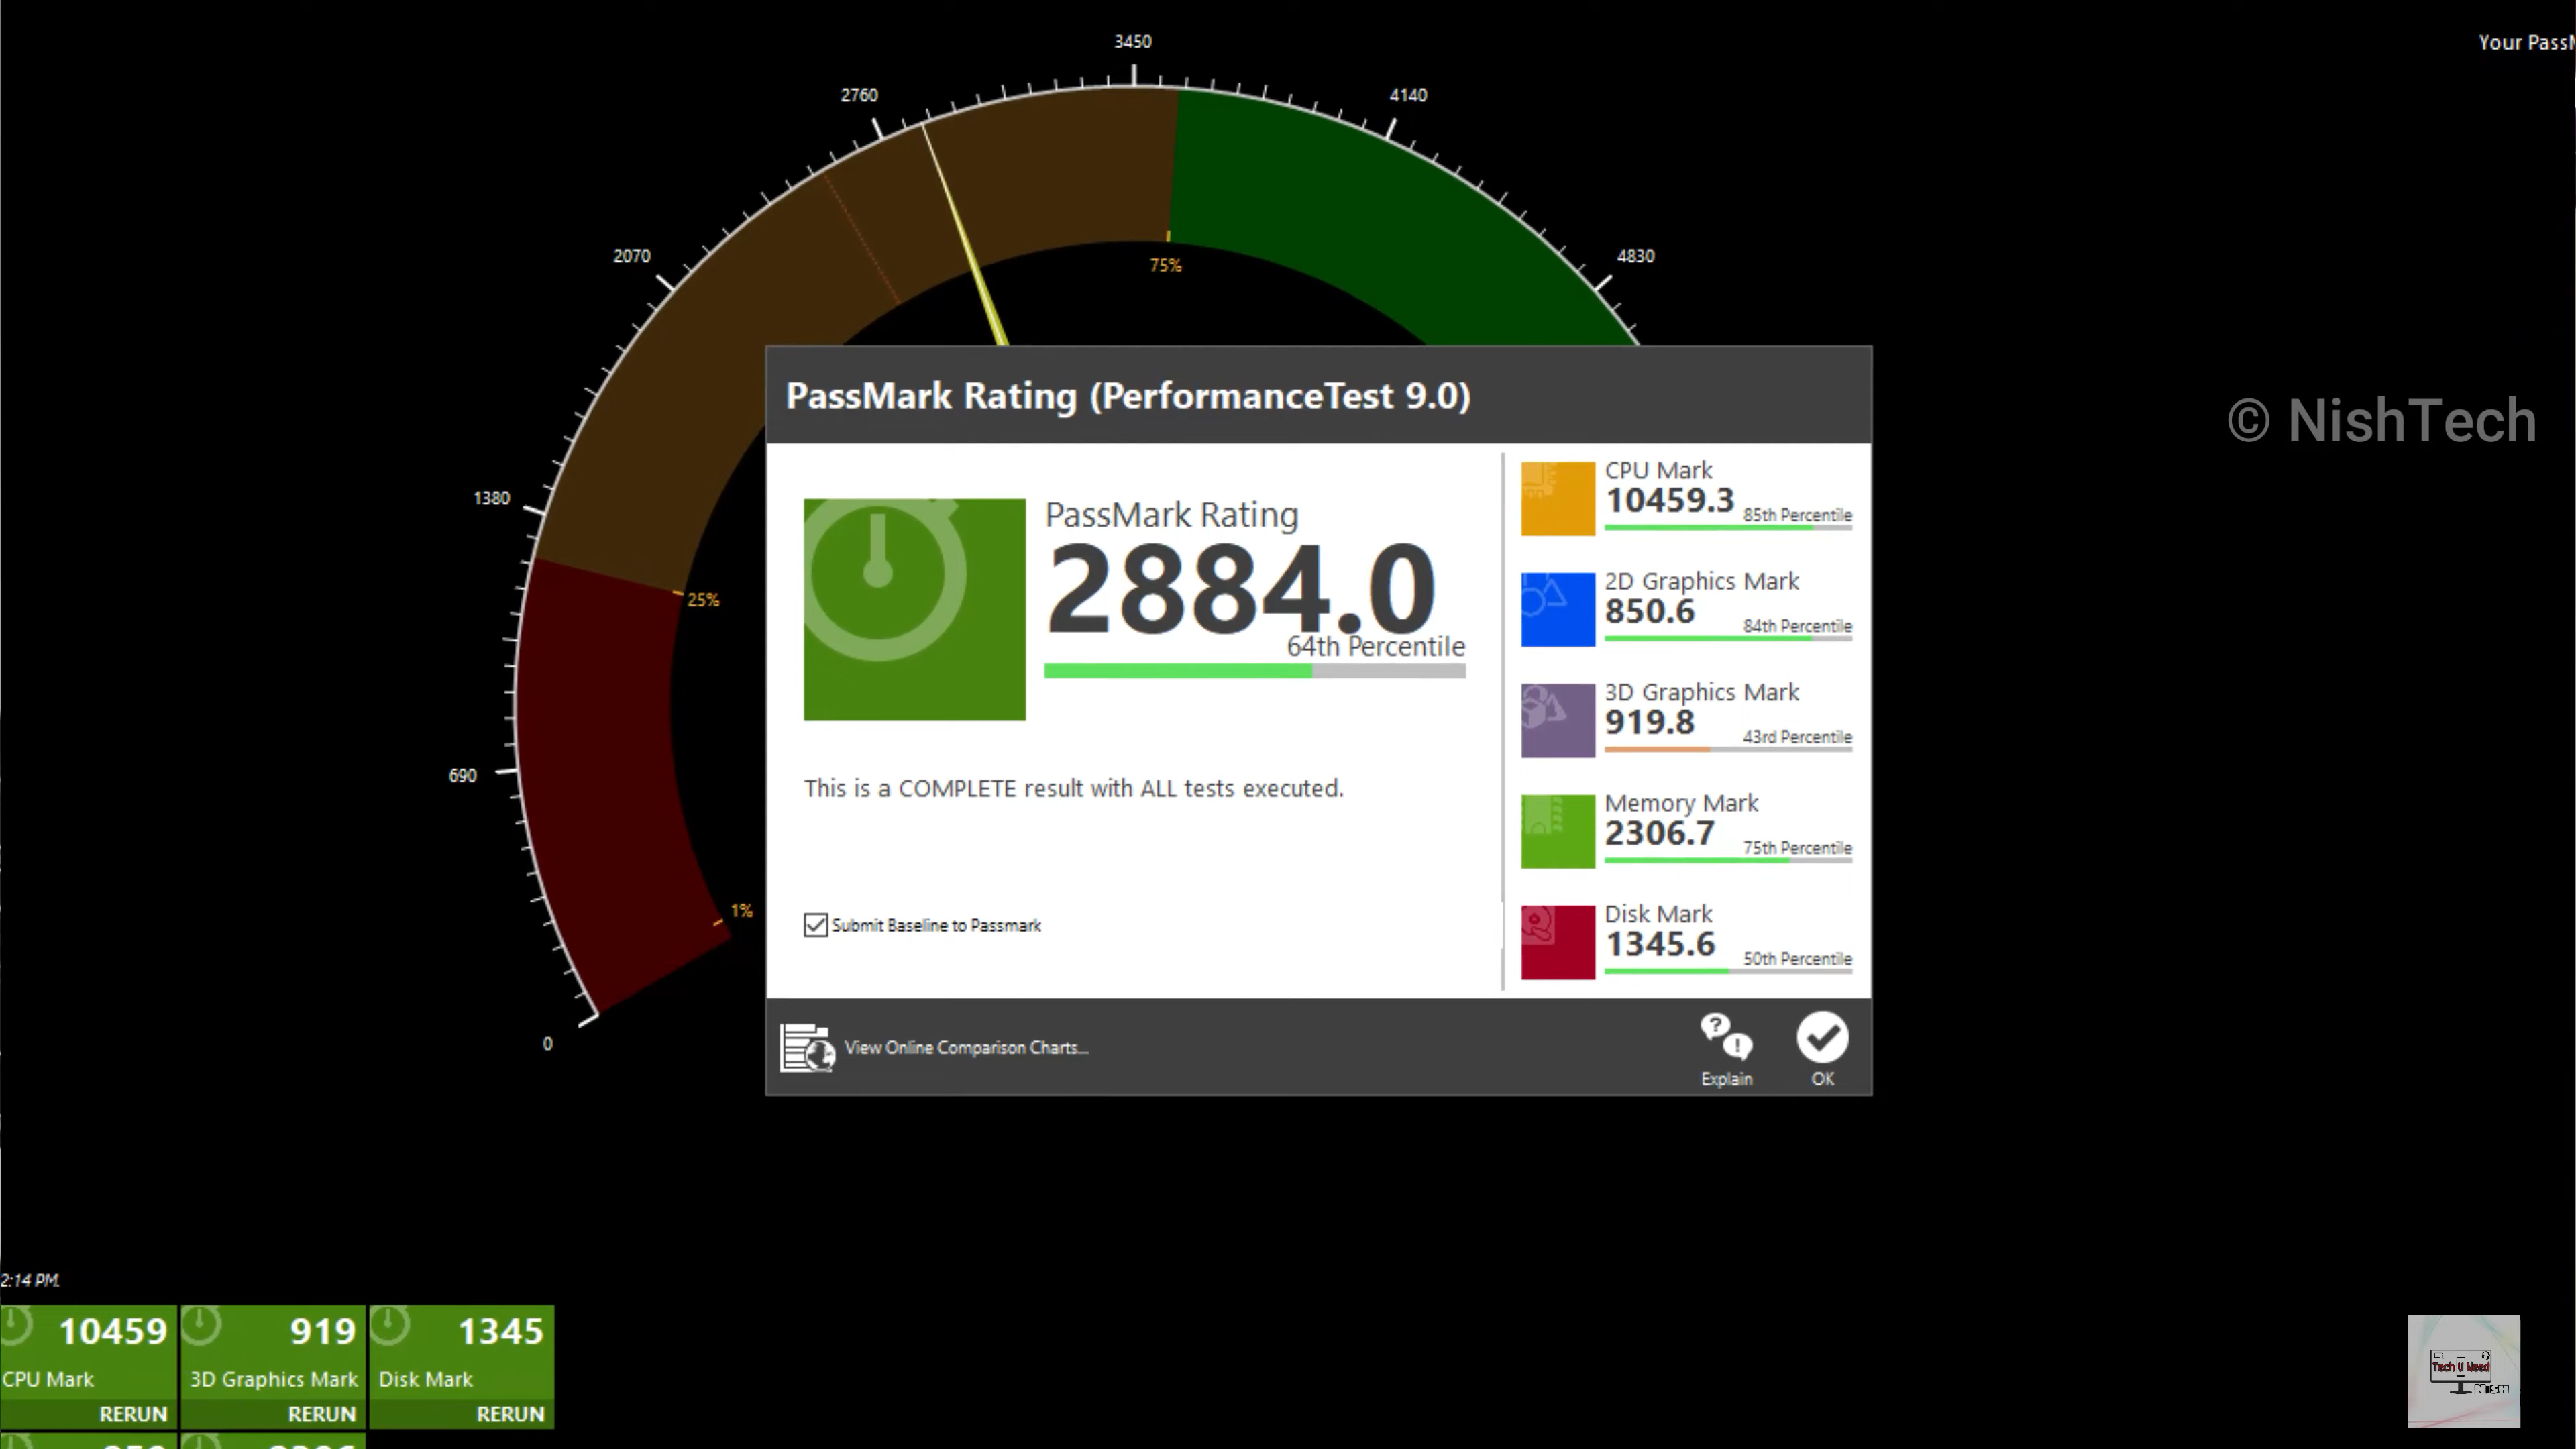 3450
Your PassM
2760
4140
2070
4830
75%
PassMark Rating (PerformanceTest 9.0)
© NishTech
1380
25%
690
1%
0
PassMark Rating
2884.0
64th Percentile
This is a COMPLETE result with ALL tests executed.
Submit Baseline to Passmark
CPU Mark
10459.3
85th Percentile
2D Graphics Mark
850.6
84th Percentile
3D Graphics Mark
919.8
43rd Percentile
Memory Mark
2306.7
75th Percentile
Disk Mark
1345.6
50th Percentile
View Online Comparison Charts...
Explain
OK
2:14 PM.
10459
CPU Mark
RERUN
919
3D Graphics Mark
RERUN
1345
Disk Mark
RERUN
Tech U Need
NISH